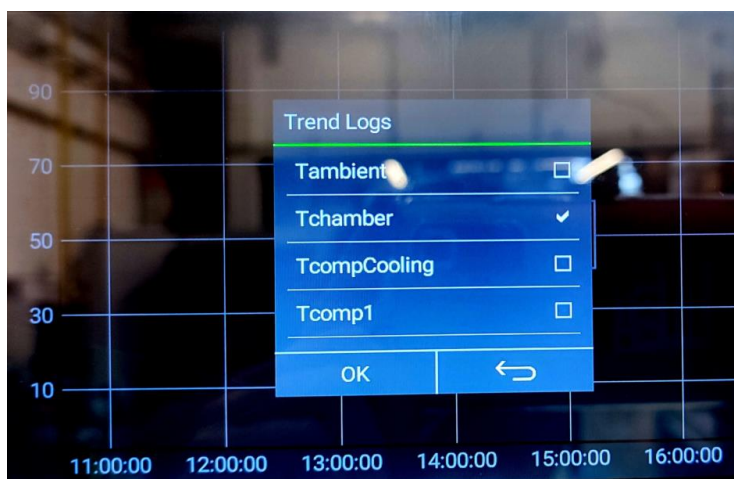 90
Trend Logs
70
Tambient
Tchamber
50
TcompCooling
30
Tcomp1
OK
10
11:00:00 12:00:00 13:00:00 14:00:00 15:00:00 16:00:00